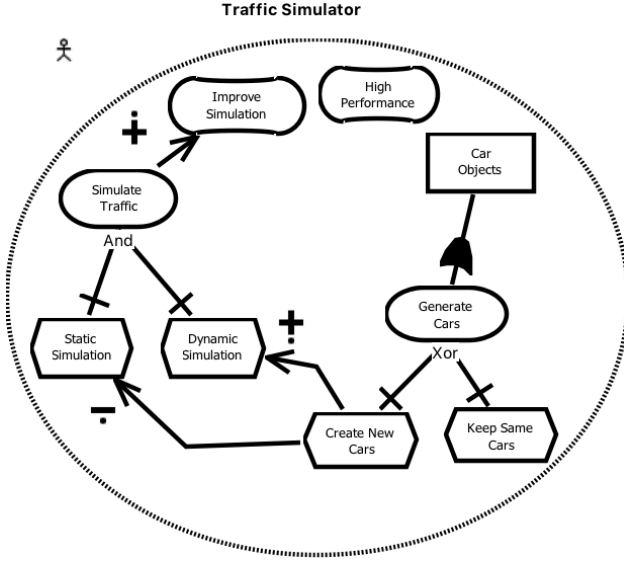 Traffic Simulator
Improve
Simulation
High
Performance
Car
Objects
Simulate
Traffic
And
Generate
Cars
Static
Simulation
Dynamic
Simulation
Xor
Create New
Cars
Keep Same
Cars